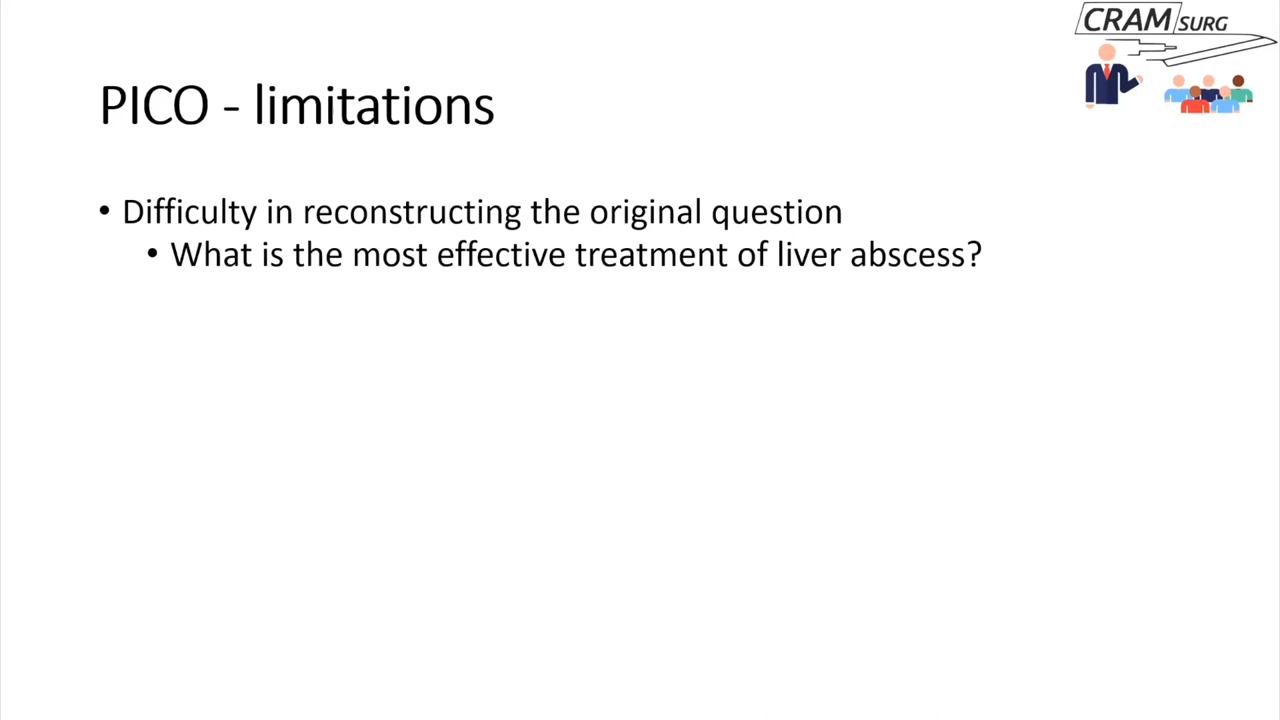 CRAM SURG
PICO - limitations
• Difficulty in reconstructing the original question
• What is the most effective treatment of liver abscess?